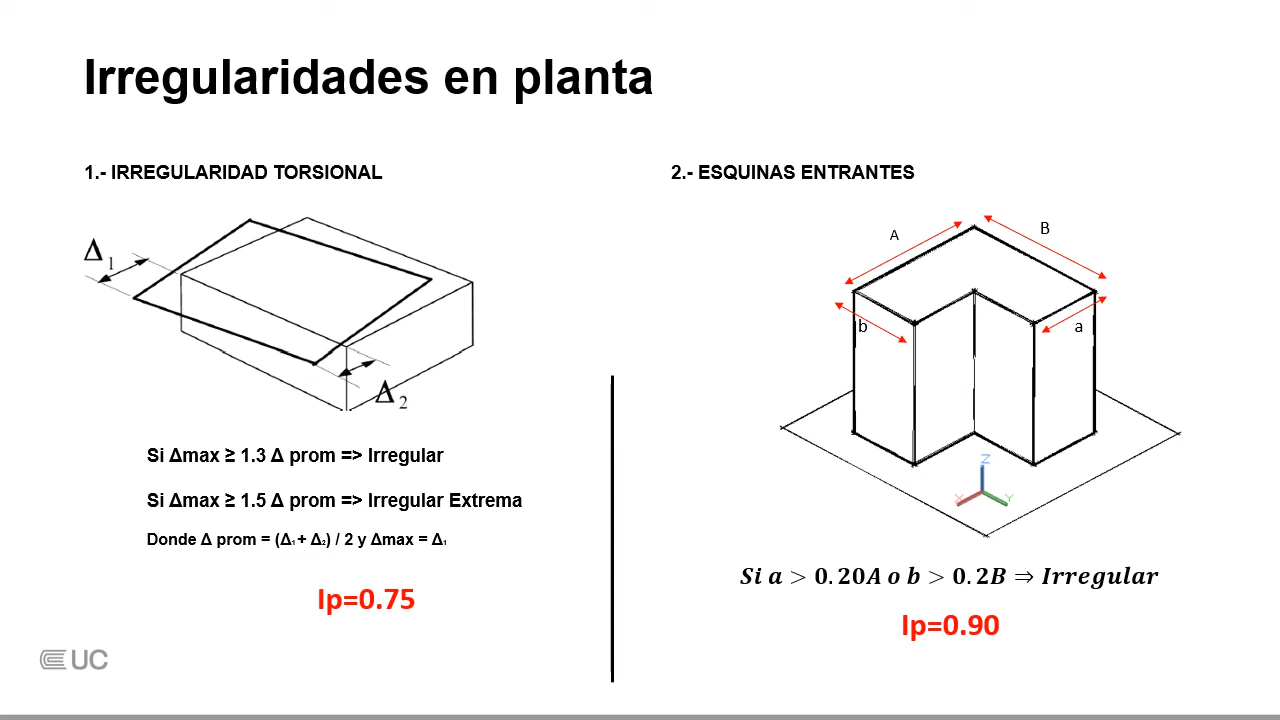 Irregularidades en planta
1.- IRREGULARIDAD TORSIONAL
Δ1
Δ2
Si Δmax ≥ 1.3 Δ prom => Irregular
Si Δmax ≥ 1.5 Δ prom => Irregular Extrema
Donde Δ prom = (Δ₁ + Δ₂) / 2 y Δmax = Δ₁
Ip=0.75
2.- ESQUINAS ENTRANTES
A
B
b
a
Z
X
Y
Si a > 0.20A o b > 0.2B ⇒ Irregular
Ip=0.90
UC